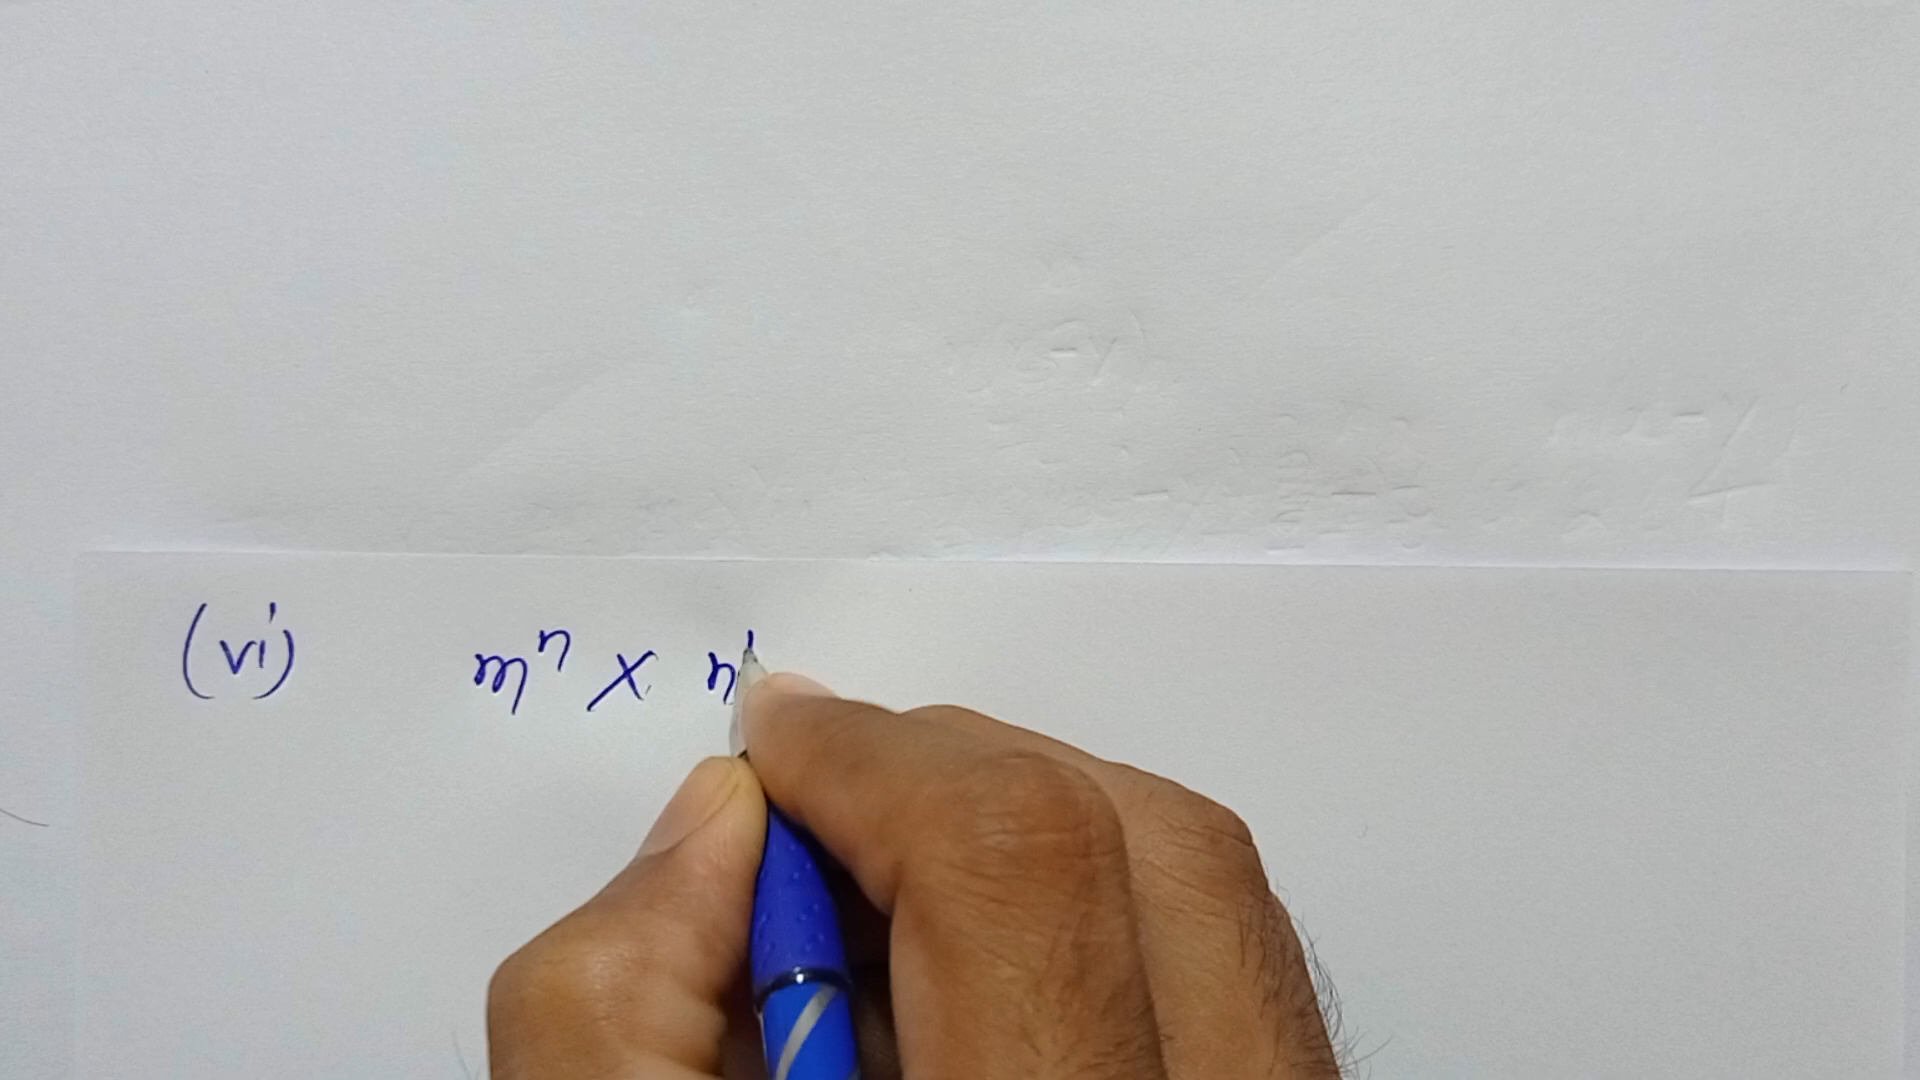 (vi) mⁿ × n